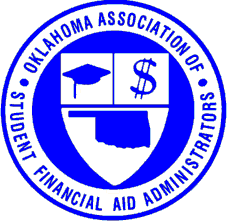 OKLAHOMA ASSOCIATION OF
STUDENT FINANCIAL AID ADMINISTRATORS
$